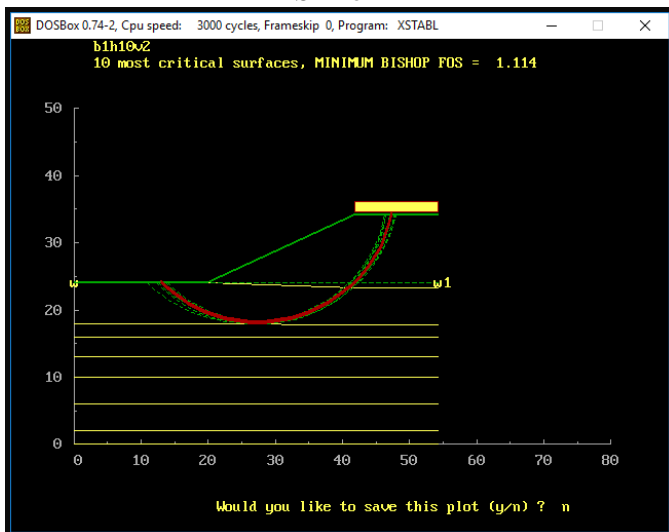 DOSBox 0.74-2, Cpu speed: 3000 cycles, Frameskip 0, Program: XSTABL
b1h10v2
10 most critical surfaces, MINIMUM BISHOP FOS = 1.114
50
40
30
20
10
0
w
w1
0 10 20 30 40 50 60 70 80
Would you like to save this plot (y/n) ? n